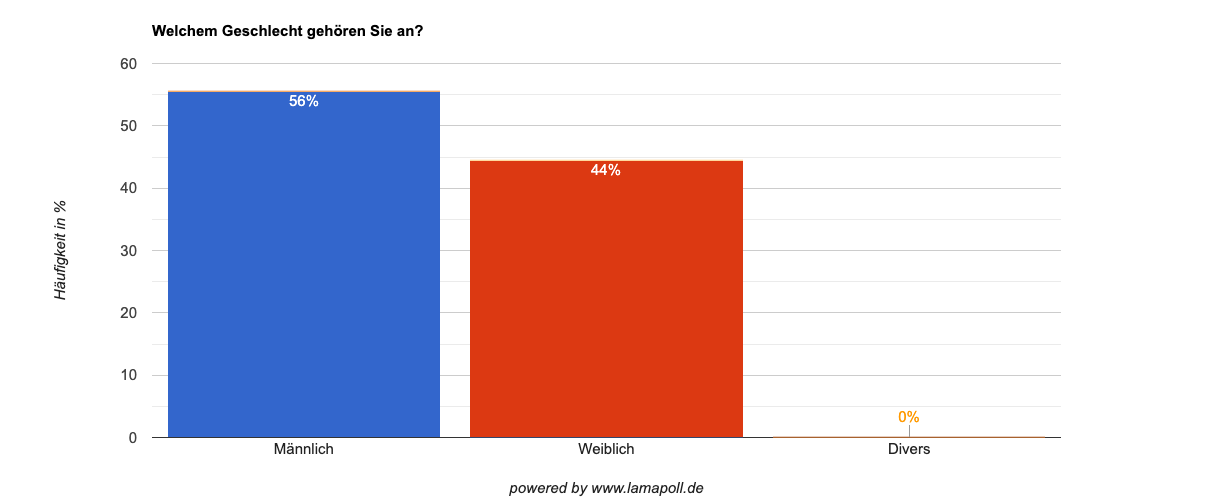 Welchem Geschlecht gehören Sie an?
60
50
40
30
20
10
0
Häufigkeit in %
56%
44%
0%
Männlich
Weiblich
Divers
powered by www.lamapoll.de